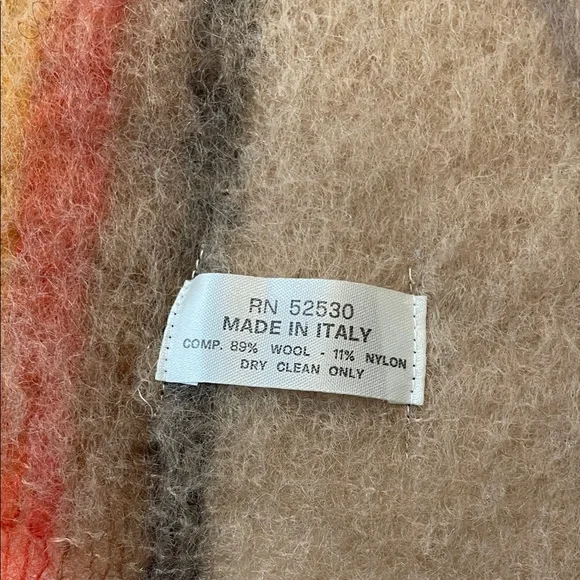 RN 52530
MADE IN ITALY
COMP. 89% WOOL - 11% NYLON
DRY CLEAN ONLY